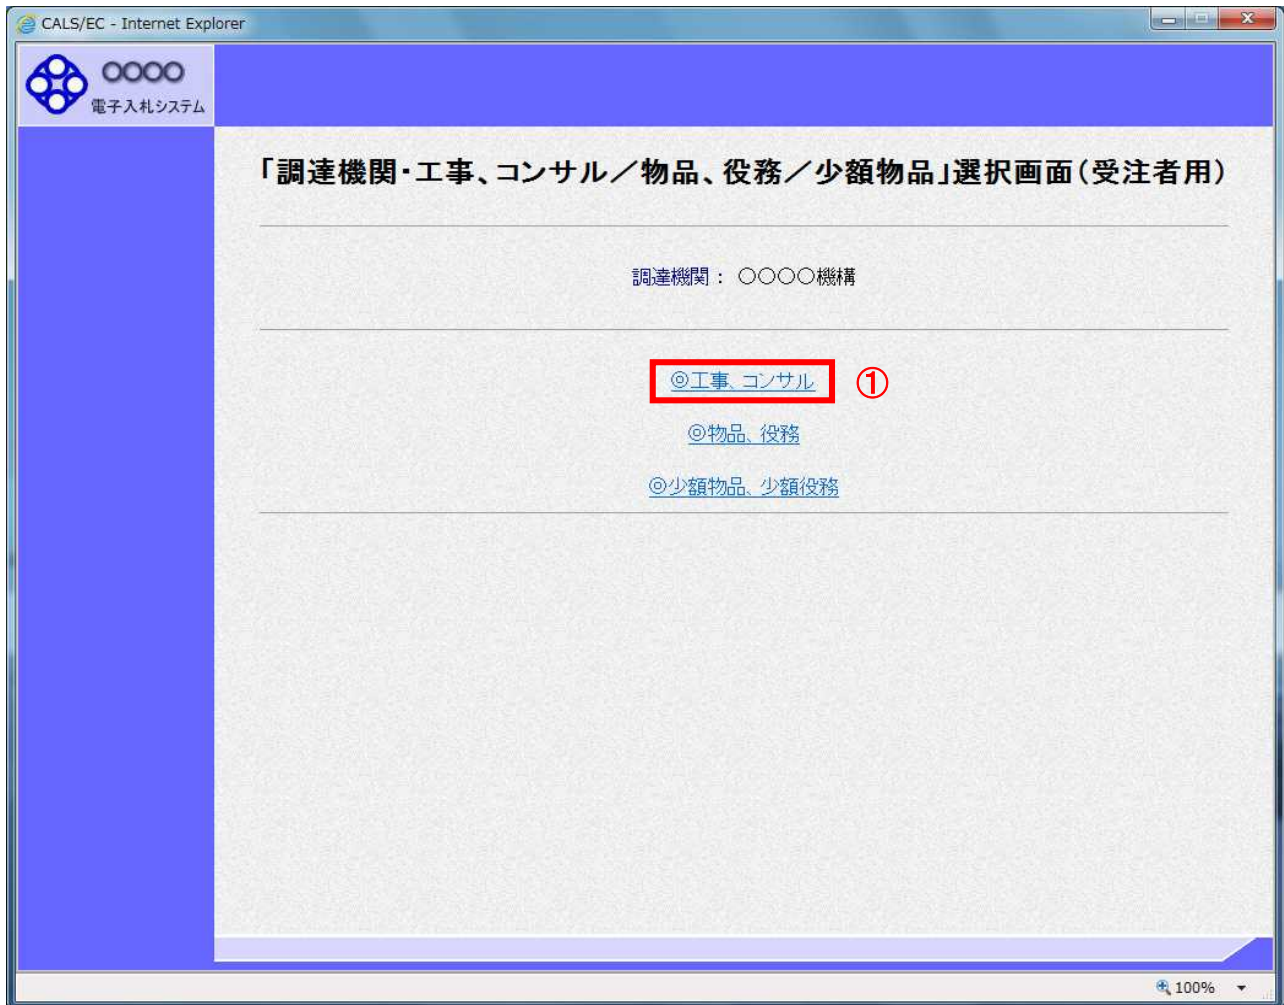 CALS/EC - Internet Explorer
○○○○
電子入札システム
「調達機関・工事、コンサル／物品、役務／少額物品」選択画面（受注者用）
調達機関： ○○○○機構
◎工事、コンサル
①
◎物品、役務
◎少額物品、少額役務
100%